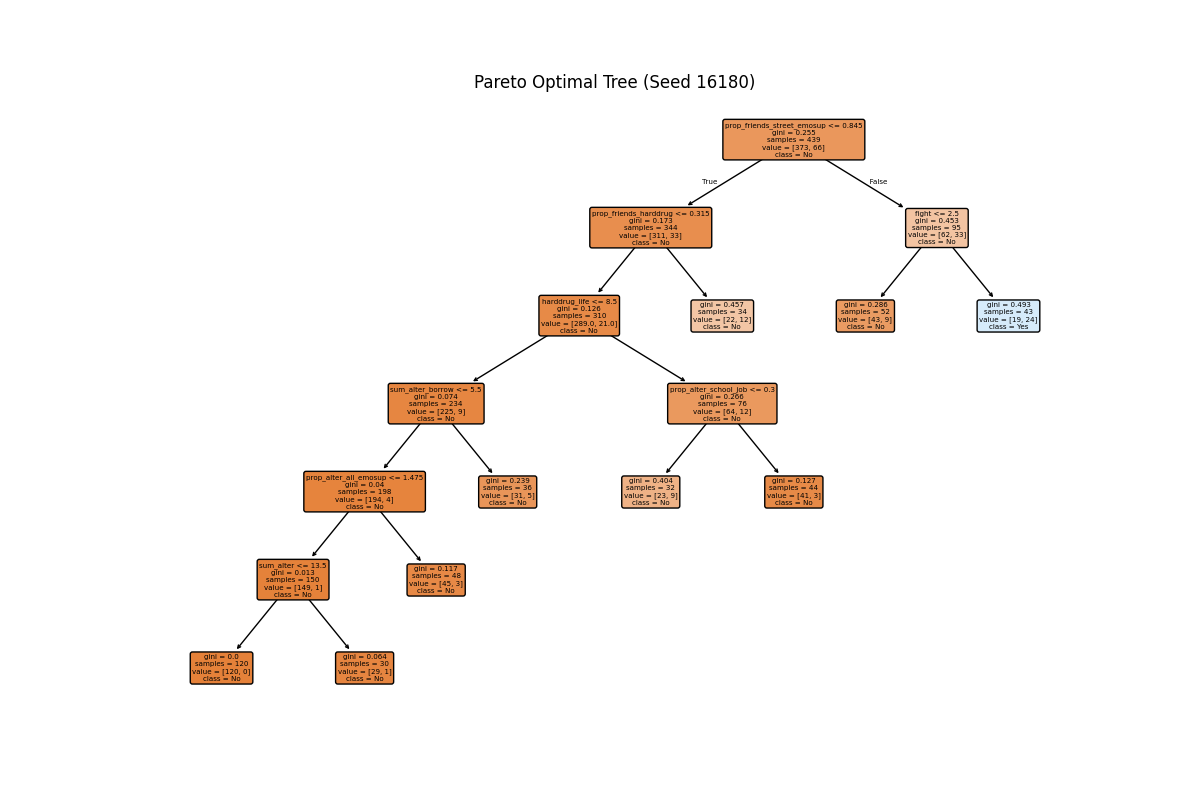 Pareto Optimal Tree (Seed 16180)
prop_friends_street_emosup <= 0.845
gini = 0.255
samples = 439
value = [373, 66]
class = No
True
False
prop_friends_harddrug <= 0.315
gini = 0.173
samples = 344
value = [311, 33]
class = No
fight <= 2.5
gini = 0.453
samples = 95
value = [62, 33]
class = No
harddrug_life <= 8.5
gini = 0.126
samples = 310
value = [289.0, 21.0]
class = No
gini = 0.457
samples = 34
value = [22, 12]
class = No
gini = 0.286
samples = 52
value = [43, 9]
class = No
gini = 0.493
samples = 43
value = [19, 24]
class = Yes
sum_alter_borrow <= 5.5
gini = 0.074
samples = 234
value = [225, 9]
class = No
prop_alter_school_job <= 0.3
gini = 0.266
samples = 76
value = [64, 12]
class = No
prop_alter_all_emosup <= 1.475
gini = 0.04
samples = 198
value = [194, 4]
class = No
gini = 0.239
samples = 36
value = [31, 5]
class = No
gini = 0.404
samples = 32
value = [23, 9]
class = No
gini = 0.127
samples = 44
value = [41, 3]
class = No
sum_alter <= 13.5
gini = 0.013
samples = 150
value = [149, 1]
class = No
gini = 0.117
samples = 48
value = [45, 3]
class = No
gini = 0.0
samples = 120
value = [120, 0]
class = No
gini = 0.064
samples = 30
value = [29, 1]
class = No